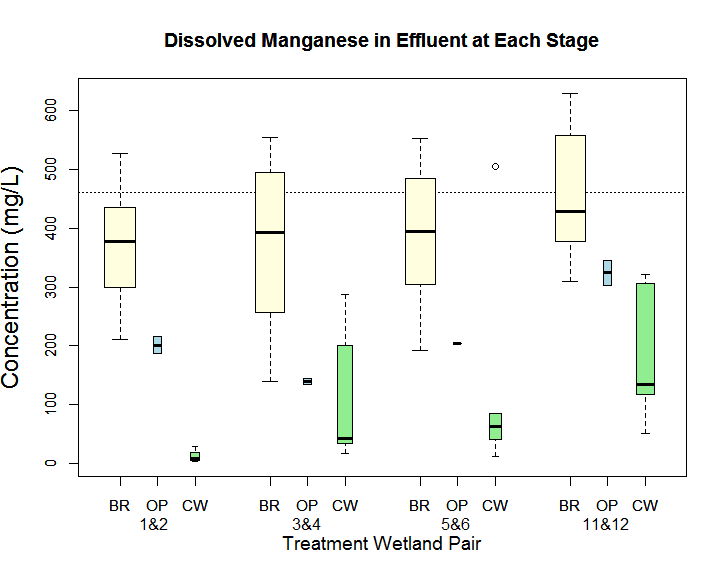 Dissolved Manganese in Effluent at Each Stage
Concentration (mg/L)
600
500
400
300
200
100
0
BR OP CW BR OP CW BR OP CW BR OP CW
1&2 3&4 5&6 11&12
Treatment Wetland Pair